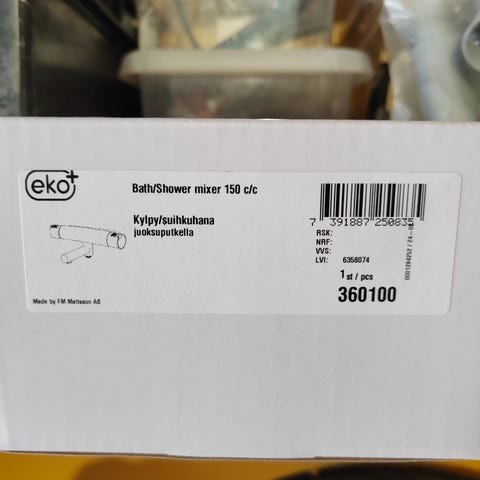 eko+
Bath/Shower mixer 150 c/c
Kylpy/suihkuhana
juoksuputkella
Made by FM Mattsson AB
7 391887 250835
RSK:
NRF:
VVS:
LVI: 6358074
1 st / pcs
360100